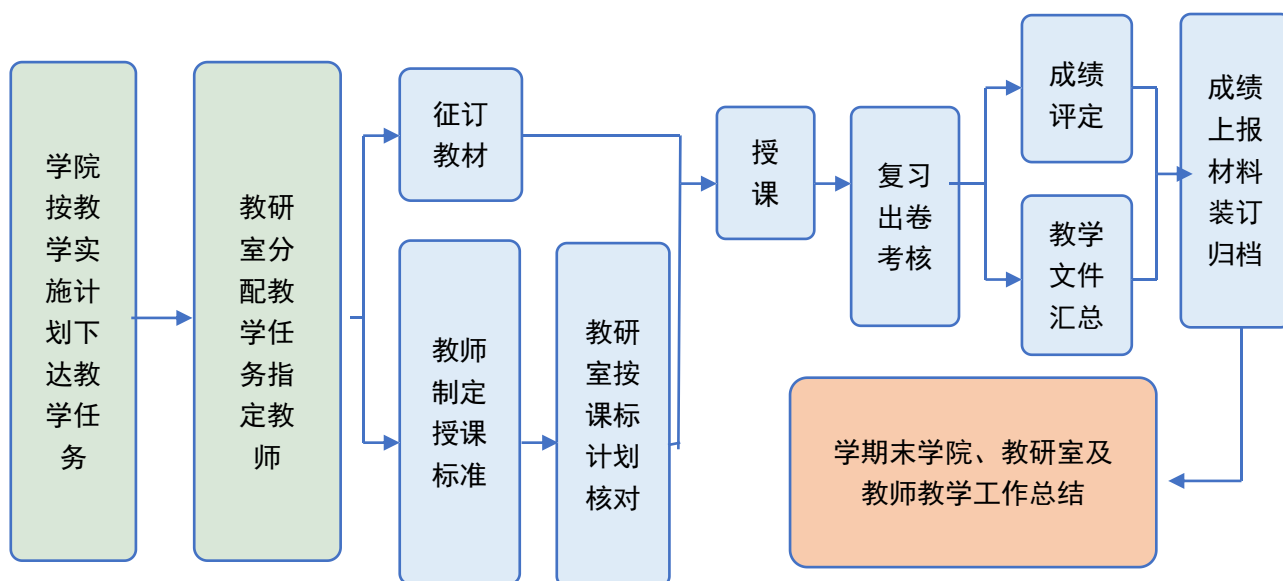 学院
按教
学实
施计
划下
达教
学任
务
教研
室分
配教
学任
务指
定教
师
征订
教材
教师
制定
授课
标准
教研
室按
课标
计划
核对
授
课
复习
出卷
考核
成绩
评定
教学
文件
汇总
成绩
上报
材料
装订
归档
学期末学院、教研室及
教师教学工作总结